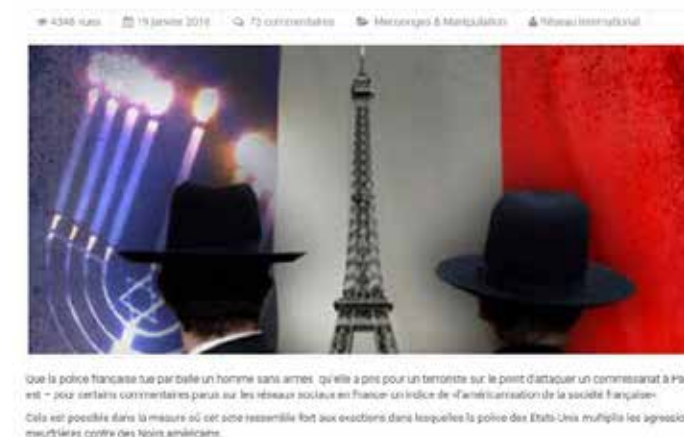 4348 vues 19 janvier 2016 72 commentaires Mensonges & Manipulation Réseau International
Que la police française tue par balle un homme sans armes qu'elle a pris pour un terroriste sur le point d'attaquer un commissariat à
est – pour certains commentaires parus sur les réseaux sociaux en France- un indice de «l'américanisation de la société française»
Cela est possible dans la mesure où cet acte ressemble fort aux exactions dans lesquelles la police des Etats-Unis multiplie les
meurtrières contre des Noirs américains.